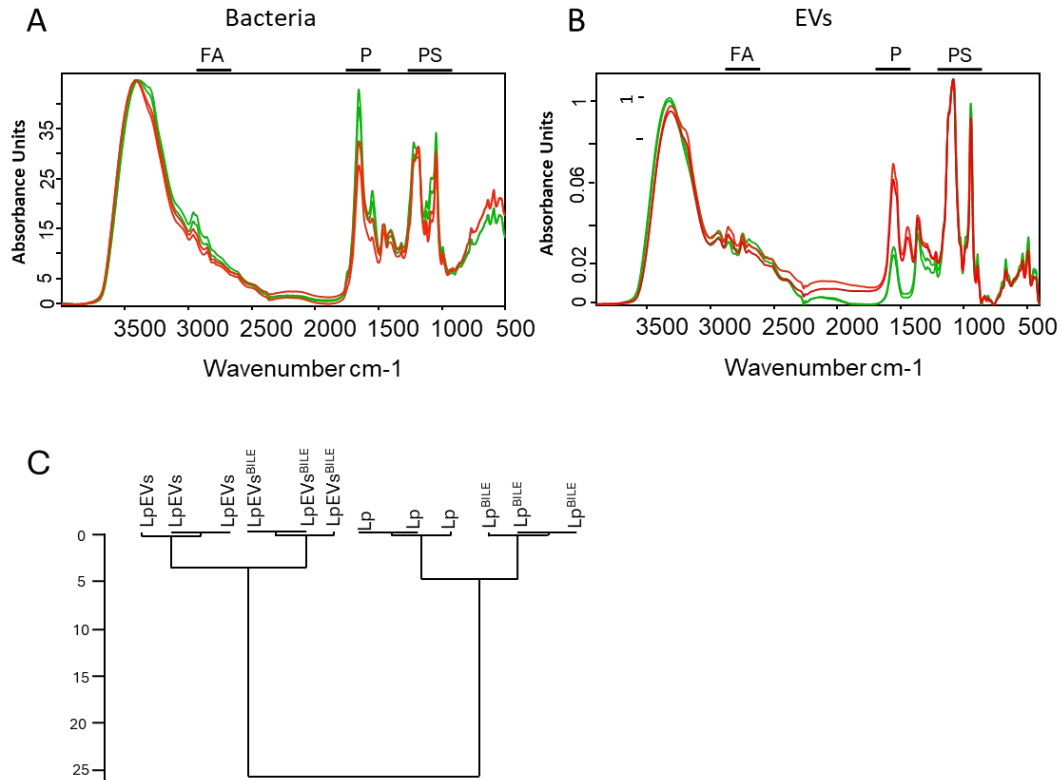 A
Bacteria
FA
P
PS
Absorbance Units
35
25
15
5
0
3500 3000 2500 2000 1500 1000 500
Wavenumber cm-1
B
EVs
FA
P
PS
Absorbance Units
1
0.06
0.02
0
1 -
-
3500 3000 2500 2000 1500 1000 500
Wavenumber cm-1
C
LpEVs
LpEVs
LpEVs
LpEVsBILE
LpEVsBILE
LpEVsBILE
Lp
Lp
Lp
LpBILE
LpBILE
LpBILE
0
5
10
15
20
25